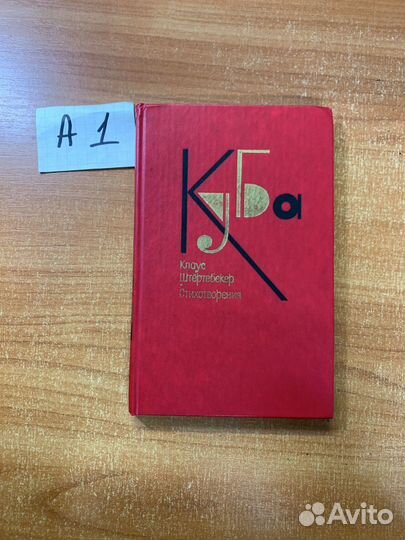 А 1
Куба
Клаус
Штёртебекер
Стихотворения
Avito